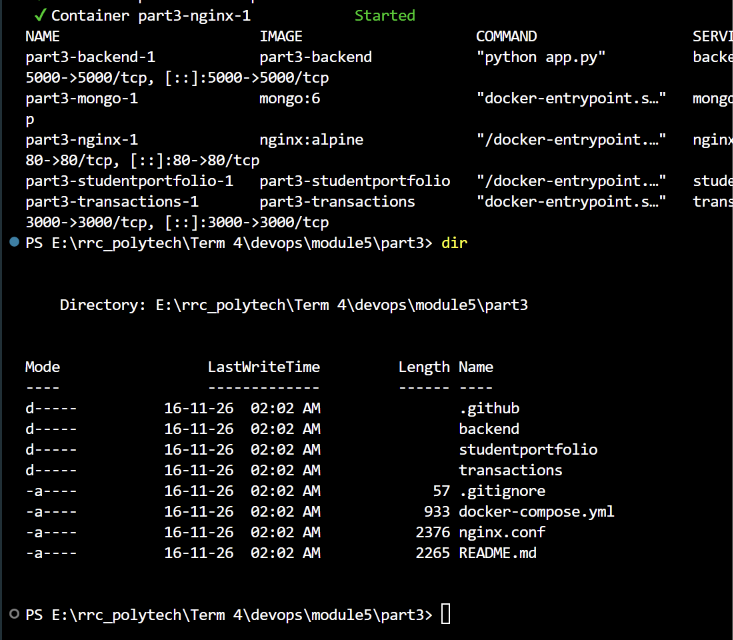 ✓ Container part3-nginx-1 Started
NAME IMAGE COMMAND SERVI
part3-backend-1 part3-backend "python app.py" backe
5000->5000/tcp, [::]:5000->5000/tcp
part3-mongo-1 mongo:6 "docker-entrypoint.s…" mongo
p
part3-nginx-1 nginx:alpine "/docker-entrypoint.…" nginx
80->80/tcp, [::]:80->80/tcp
part3-studentportfolio-1 part3-studentportfolio "/docker-entrypoint.…" stude
part3-transactions-1 part3-transactions "docker-entrypoint.s…" trans
3000->3000/tcp, [::]:3000->3000/tcp
PS E:\rrc_polytech\Term 4\devops\module5\part3> dir
Directory: E:\rrc_polytech\Term 4\devops\module5\part3
Mode LastWriteTime Length Name
---- ------------- ------ ----
d----- 16-11-26 02:02 AM .github
d----- 16-11-26 02:02 AM backend
d----- 16-11-26 02:02 AM studentportfolio
d----- 16-11-26 02:02 AM transactions
-a---- 16-11-26 02:02 AM 57 .gitignore
-a---- 16-11-26 02:02 AM 933 docker-compose.yml
-a---- 16-11-26 02:02 AM 2376 nginx.conf
-a---- 16-11-26 02:02 AM 2265 README.md
PS E:\rrc_polytech\Term 4\devops\module5\part3>